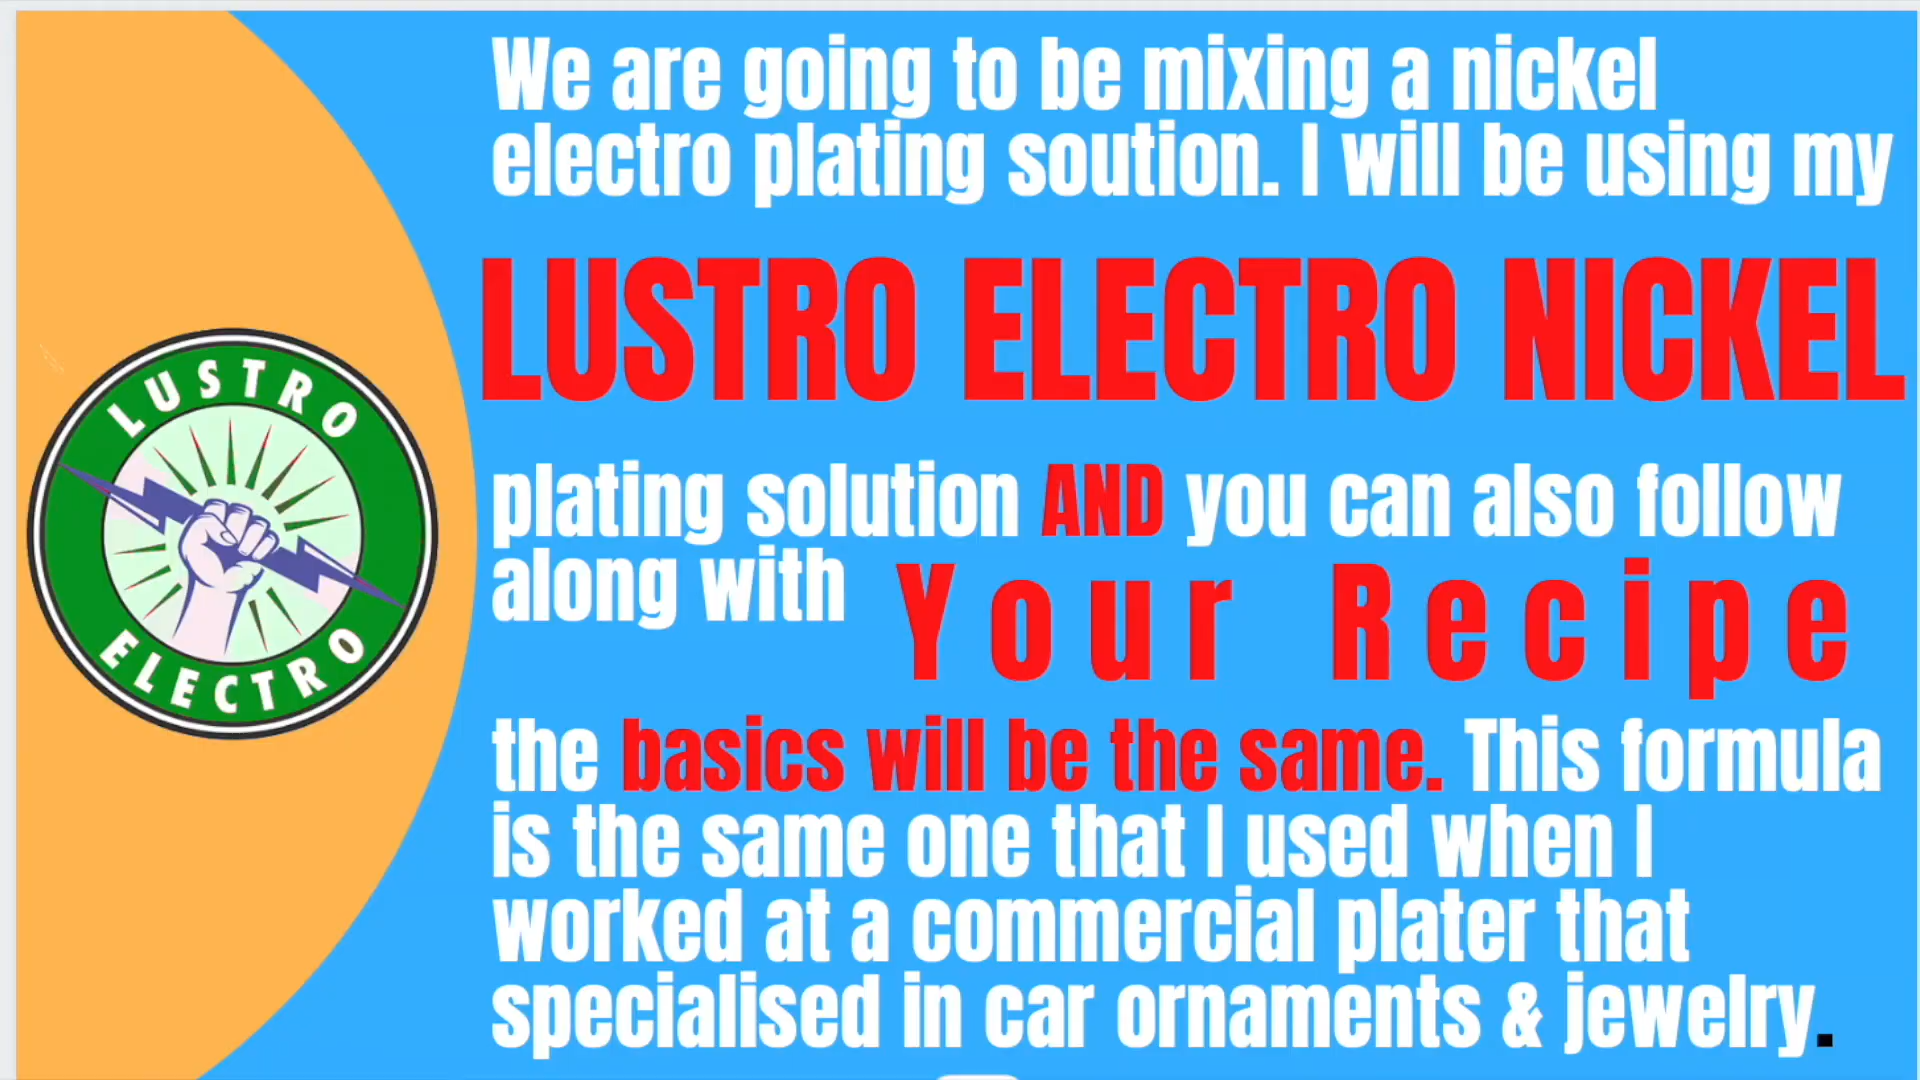 We are going to be mixing a nickel
electro plating soution. I will be using my
LUSTRO ELECTRO NICKEL
plating solution AND you can also follow
along with Your Recipe
the basics will be the same. This formula
is the same one that I used when I
worked at a commercial plater that
specialised in car ornaments & jewelry.
LUSTRO
ELECTRO